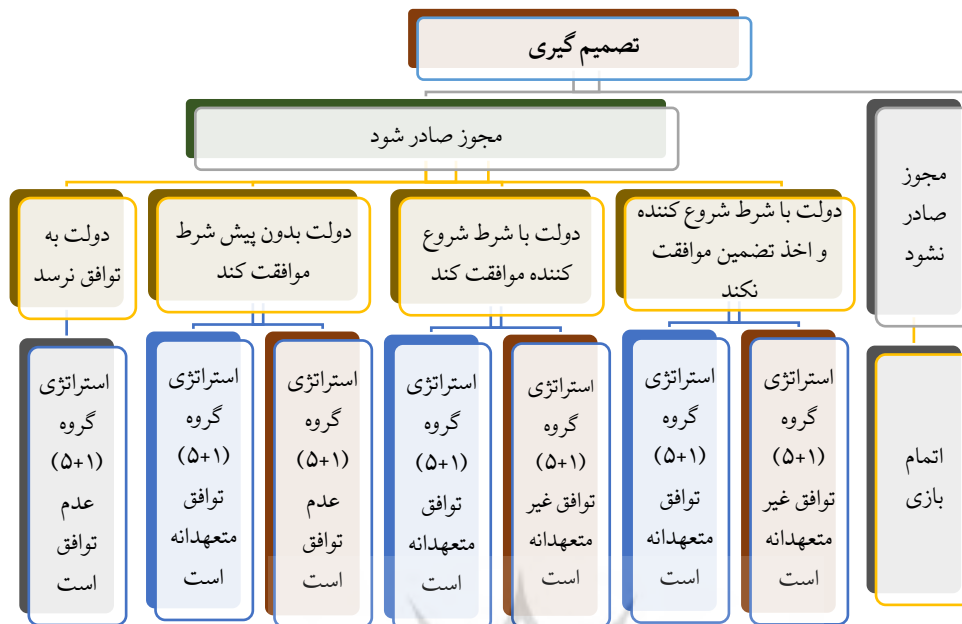 تصمیم گیری
مجوز صادر شود
مجوز
صادر
نشود
دولت با شرط شروع کننده
و اخذ تضمین موافقت
نکند
دولت با شرط شروع
کننده موافقت کند
دولت بدون پیش شرط
موافقت کند
دولت به
توافق نرسد
اتمام
بازی
استراتژی
گروه
(۵+۱)
توافق غیر
متعهدانه
است
استراتژی
گروه
(۵+۱)
توافق
متعهدانه
است
استراتژی
گروه
(۵+۱)
توافق غیر
متعهدانه
است
استراتژی
گروه
(۵+۱)
توافق
متعهدانه
است
استراتژی
گروه
(۵+۱)
عدم
توافق
است
استراتژی
گروه
(۵+۱)
توافق
متعهدانه
است
استراتژی
گروه
(۵+۱)
عدم
توافق
است